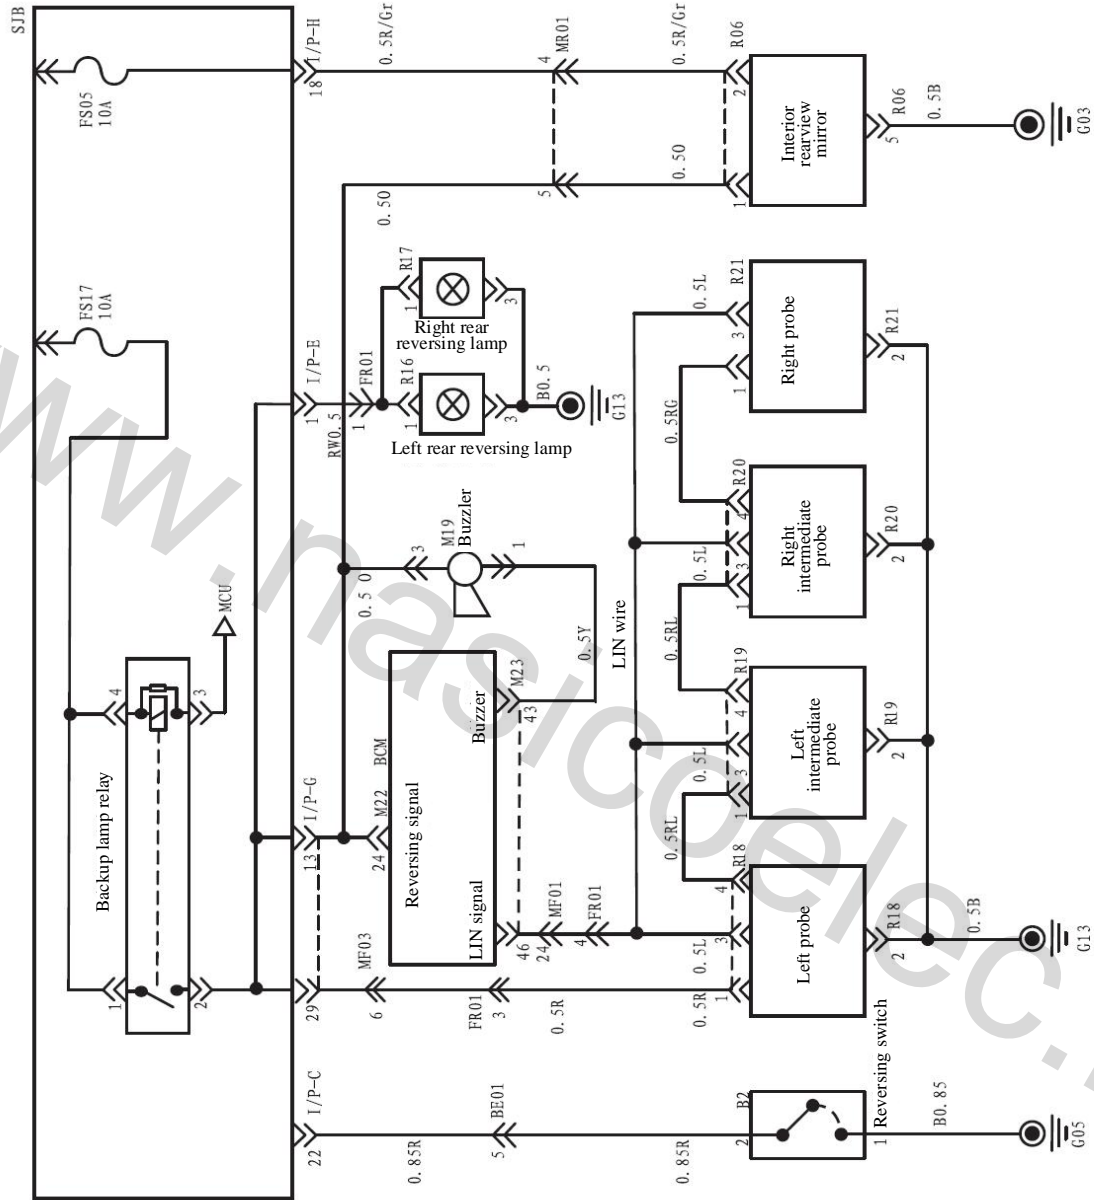 SJB
FS05
10A
I/P-H
18
0.5R/Gr
4
MR01
0.5R/Gr
R06
2
Interior
rearview
mirror
R06
5
0.5B
G03
0.5O
5
0.5O
1
FS17
10A
I/P-E
1
RW0.5
FR01
1
R17
1
3
Right rear
reversing lamp
R16
1
3
Left rear reversing lamp
B0.5
G13
0.5L
R21
3
1
Right probe
R21
2
0.5RG
R20
4
0.5L
3
1
Right
intermediate
probe
R20
2
M19
Buzzler
3
1
0.5 O
0.5Y
LIN wire
0.5RL
R19
4
0.5L
3
1
Left
intermediate
probe
R19
2
MCU
4
3
Backup lamp relay
1
2
I/P-G
13
29
M22
BCM
24
Reversing signal
Buzzer
M23
43
LIN signal
46
24
MF01
4
FR01
MF03
6
FR01
3
0.5R
0.5RL
R18
4
0.5L
3
0.5R
1
Left probe
R18
2
0.5B
G13
I/P-C
22
0.85R
BE01
5
0.85R
B2
2
1
Reversing switch
B0.85
G05
www.nasicoelec.